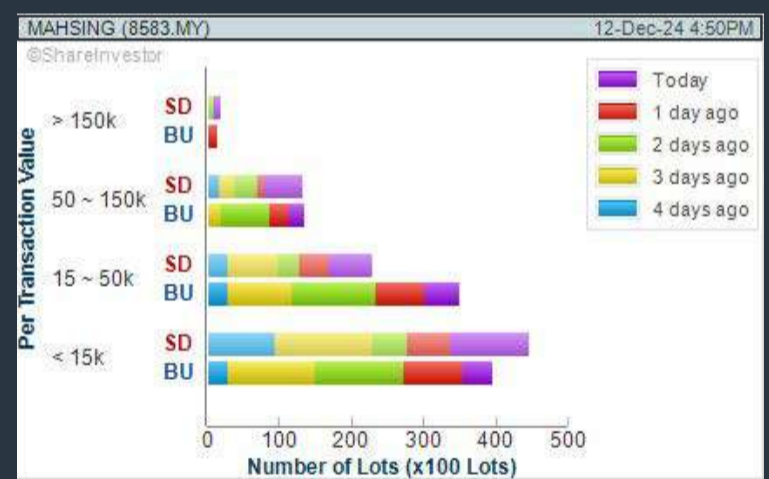 MAHSING (8583.MY) 12-Dec-24 4:50PM
©ShareInvestor
Today
1 day ago
2 days ago
3 days ago
4 days ago
Per Transaction Value
> 150k
SD
BU
50 ~ 150k
SD
BU
15 ~ 50k
SD
BU
< 15k
SD
BU
0 100 200 300 400 500
Number of Lots (x100 Lots)